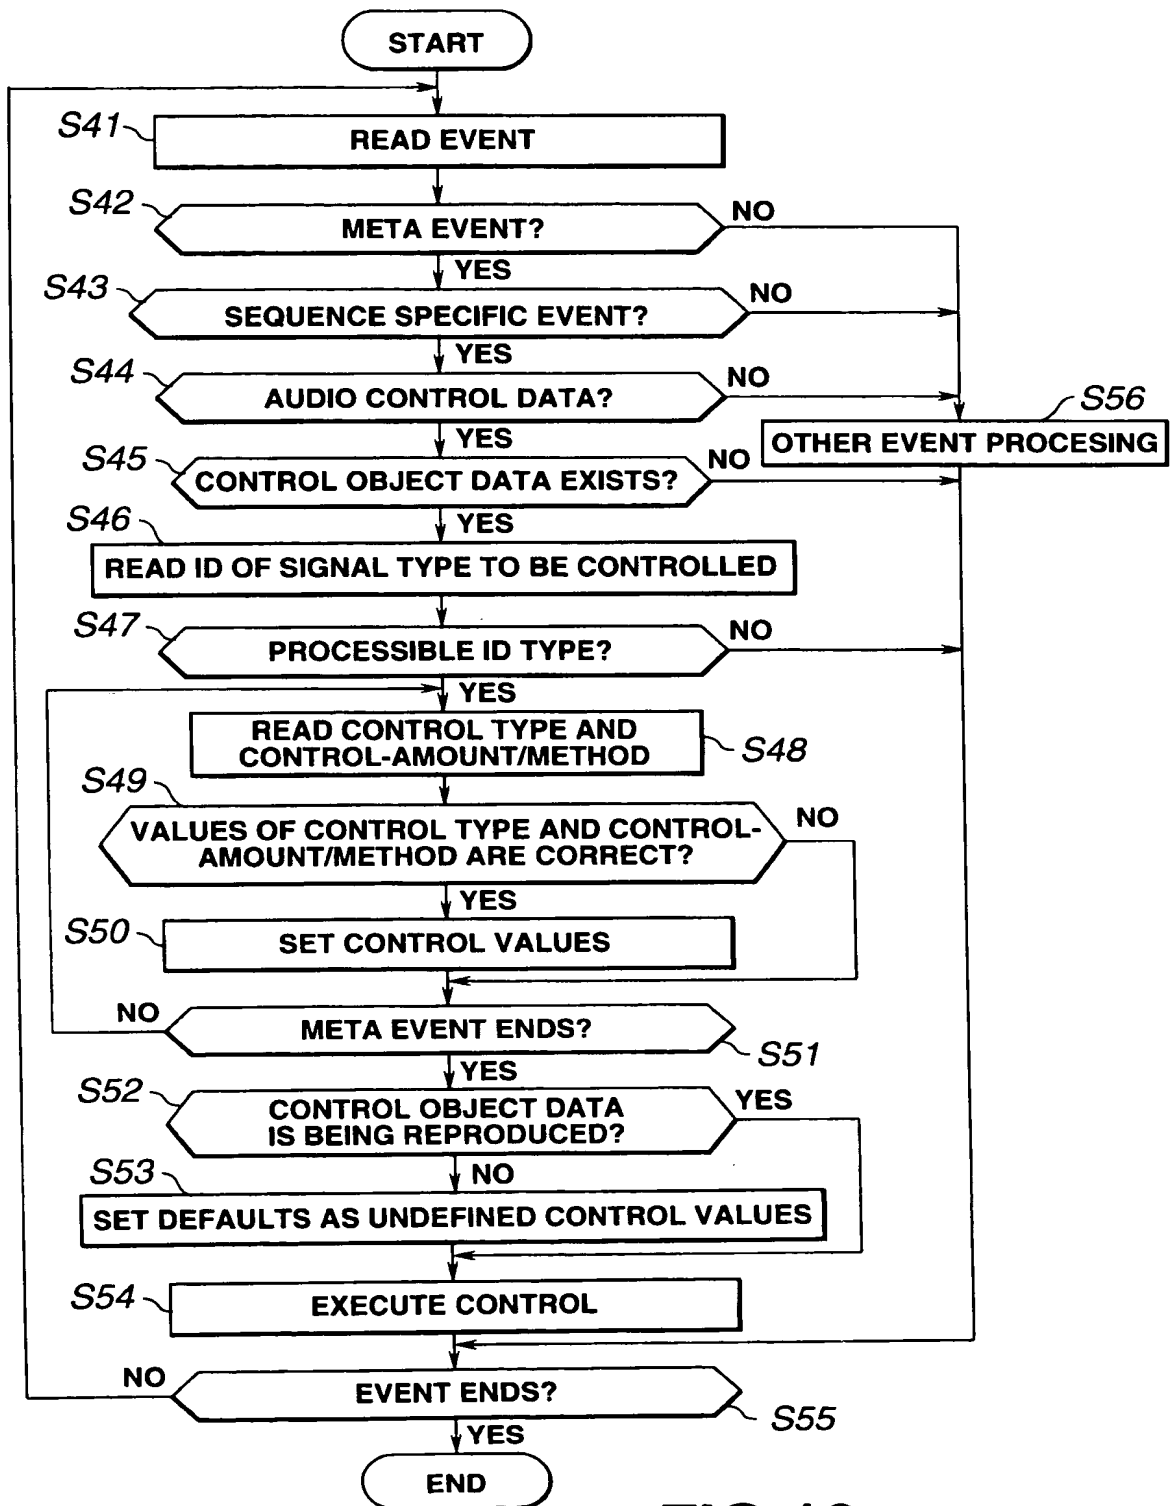 START
S41
READ EVENT
S42
META EVENT?
NO
YES
S43
SEQUENCE SPECIFIC EVENT?
NO
YES
S44
AUDIO CONTROL DATA?
NO
YES
S56
OTHER EVENT PROCESING
S45
CONTROL OBJECT DATA EXISTS?
NO
YES
S46
READ ID OF SIGNAL TYPE TO BE CONTROLLED
S47
PROCESSIBLE ID TYPE?
NO
YES
READ CONTROL TYPE AND
CONTROL-AMOUNT/METHOD
S48
S49
VALUES OF CONTROL TYPE AND CONTROL-
AMOUNT/METHOD ARE CORRECT?
NO
YES
S50
SET CONTROL VALUES
NO
META EVENT ENDS?
S51
YES
S52
CONTROL OBJECT DATA
IS BEING REPRODUCED?
YES
NO
S53
SET DEFAULTS AS UNDEFINED CONTROL VALUES
S54
EXECUTE CONTROL
NO
EVENT ENDS?
S55
YES
END